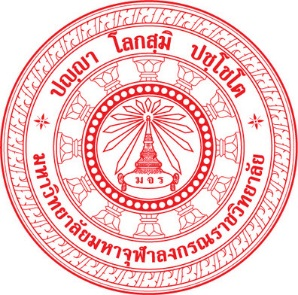 ปญฺญา โลกสฺมิ ปชฺโชโต
ม จ ร
มหาวิทยาลัยมหาจุฬาลงกรณราชวิทยาลัย